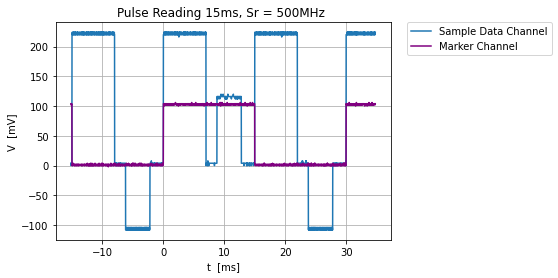 Pulse Reading 15ms, Sr = 500MHz
Sample Data Channel
Marker Channel
200
150
100
50
0
−50
−100
V [mV]
−10
0
10
20
30
t [ms]